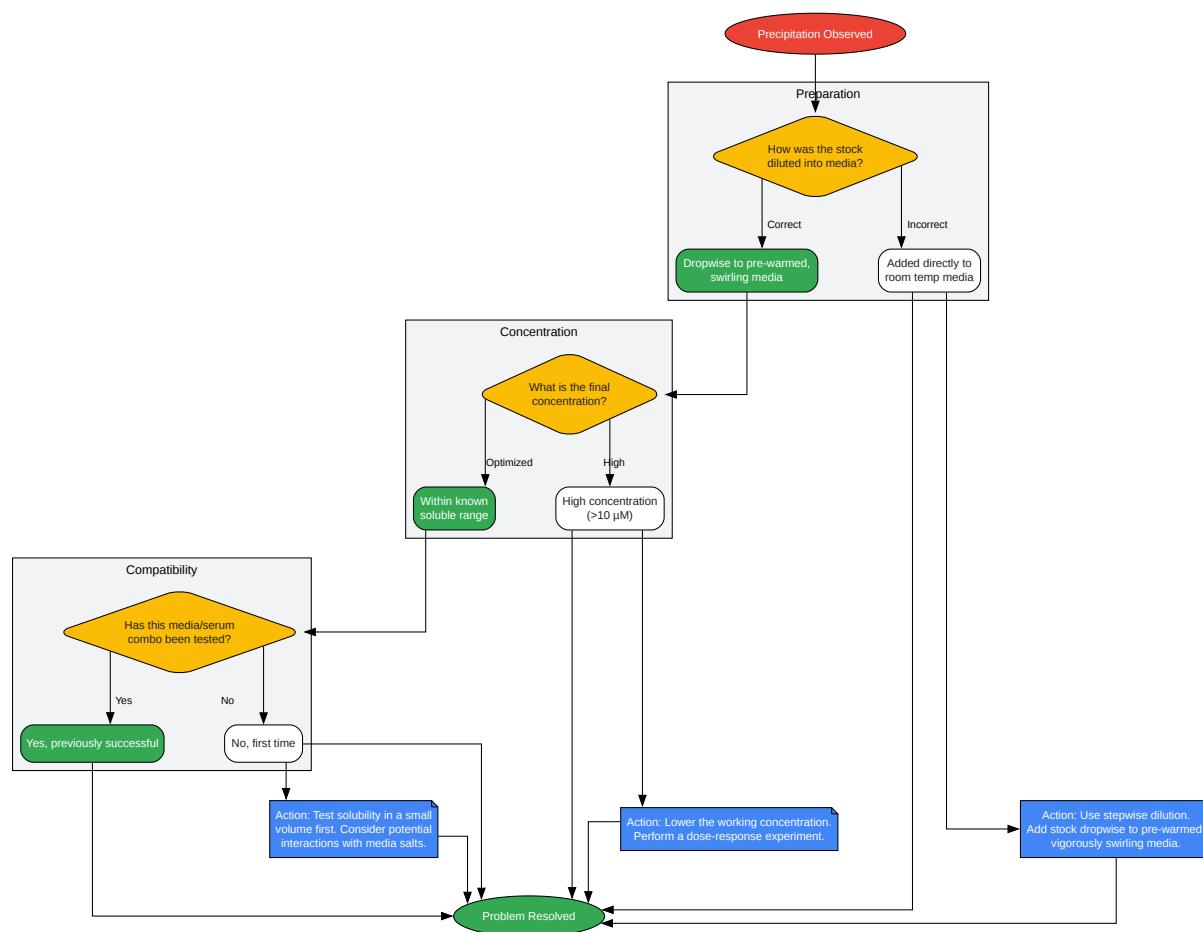 Precipitation Observed
Preparation
How was the stock
diluted into media?
Correct
Incorrect
Dropwise to pre-warmed,
swirling media
Added directly to
room temp media
Concentration
What is the final
concentration?
Optimized
High
Within known
soluble range
High concentration
(>10 µM)
Compatibility
Has this media/serum
combo been tested?
Yes
No
Yes, previously successful
No, first time
Action: Test solubility in a small
volume first. Consider potential
interactions with media salts.
Action: Lower the working concentration.
Perform a dose-response experiment.
Action: Use stepwise dilution.
Add stock dropwise to pre-warmed,
vigorously swirling media.
Problem Resolved